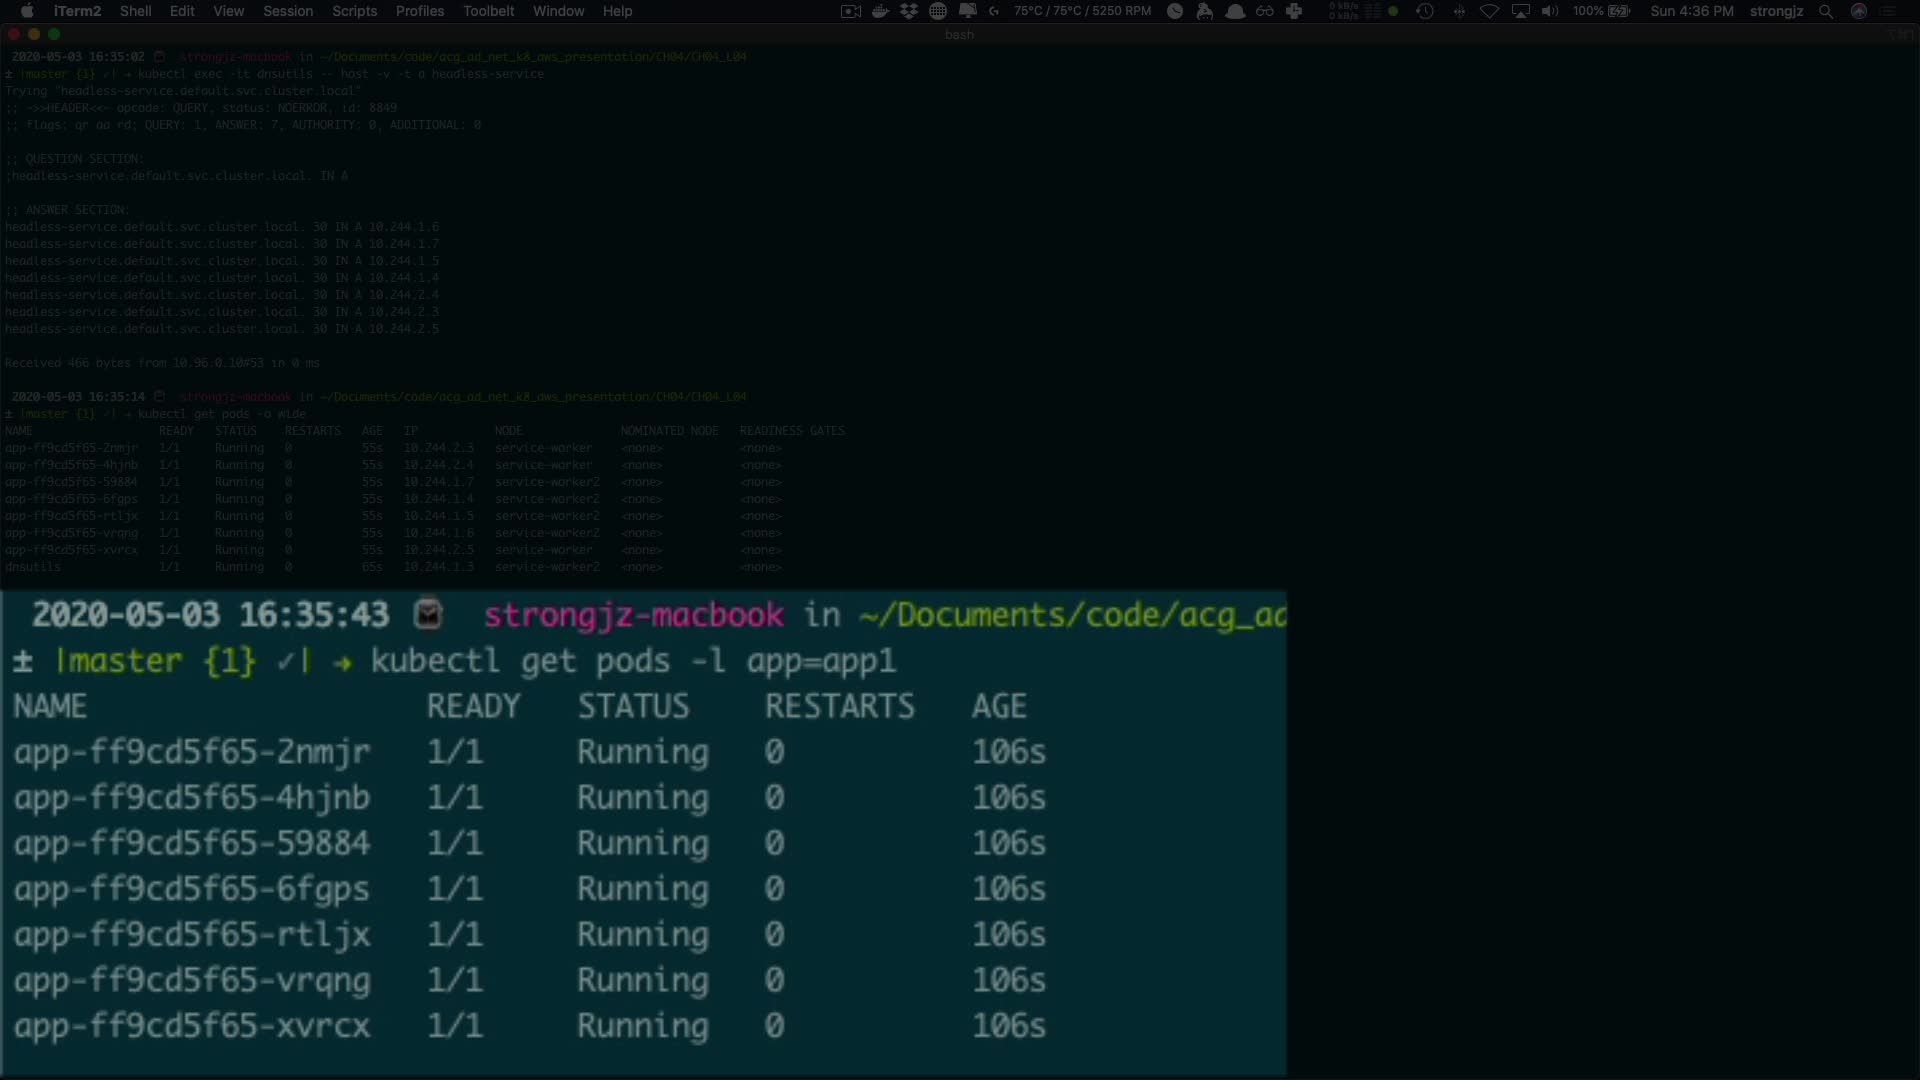 iTerm2 Shell Edit View Session Scripts Profiles Toolbelt Window Help 0 kB/s 0 kB/s 75°C / 75°C / 5250 RPM 100% Sun 4:36 PM strongjz
bash
2020-05-03 16:35:02 strongjz-macbook in ~/Documents/code/acg_ad_net_k8_aws_presentation/CH04/CH04_L04
± |master {1} ✓| → kubectl exec -it dnsutils -- host -v -t a headless-service
Trying "headless-service.default.svc.cluster.local"
;; ->>HEADER<<- opcode: QUERY, status: NOERROR, id: 8849
;; flags: qr aa rd; QUERY: 1, ANSWER: 7, AUTHORITY: 0, ADDITIONAL: 0
;; QUESTION SECTION:
;headless-service.default.svc.cluster.local. IN A
;; ANSWER SECTION:
headless-service.default.svc.cluster.local. 30 IN A 10.244.1.6
headless-service.default.svc.cluster.local. 30 IN A 10.244.1.7
headless-service.default.svc.cluster.local. 30 IN A 10.244.1.5
headless-service.default.svc.cluster.local. 30 IN A 10.244.1.4
headless-service.default.svc.cluster.local. 30 IN A 10.244.2.4
headless-service.default.svc.cluster.local. 30 IN A 10.244.2.3
headless-service.default.svc.cluster.local. 30 IN A 10.244.2.5
Received 466 bytes from 10.96.0.10#53 in 0 ms
2020-05-03 16:35:14 strongjz-macbook in ~/Documents/code/acg_ad_net_k8_aws_presentation/CH04/CH04_L04
± |master {1} ✓| → kubectl get pods -o wide
NAME READY STATUS RESTARTS AGE IP NODE NOMINATED NODE READINESS GATES
app-ff9cd5f65-2nmjr 1/1 Running 0 55s 10.244.2.3 service-worker <none> <none>
app-ff9cd5f65-4hjnb 1/1 Running 0 55s 10.244.2.4 service-worker <none> <none>
app-ff9cd5f65-59884 1/1 Running 0 55s 10.244.1.7 service-worker2 <none> <none>
app-ff9cd5f65-6fgps 1/1 Running 0 55s 10.244.1.4 service-worker2 <none> <none>
app-ff9cd5f65-rtljx 1/1 Running 0 55s 10.244.1.5 service-worker2 <none> <none>
app-ff9cd5f65-vrqng 1/1 Running 0 55s 10.244.1.6 service-worker2 <none> <none>
app-ff9cd5f65-xvrcx 1/1 Running 0 55s 10.244.2.5 service-worker <none> <none>
dnsutils 1/1 Running 0 65s 10.244.1.3 service-worker2 <none> <none>
2020-05-03 16:35:43 strongjz-macbook in ~/Documents/code/acg_ad
± |master {1} ✓| → kubectl get pods -l app=app1
NAME READY STATUS RESTARTS AGE
app-ff9cd5f65-2nmjr 1/1 Running 0 106s
app-ff9cd5f65-4hjnb 1/1 Running 0 106s
app-ff9cd5f65-59884 1/1 Running 0 106s
app-ff9cd5f65-6fgps 1/1 Running 0 106s
app-ff9cd5f65-rtljx 1/1 Running 0 106s
app-ff9cd5f65-vrqng 1/1 Running 0 106s
app-ff9cd5f65-xvrcx 1/1 Running 0 106s